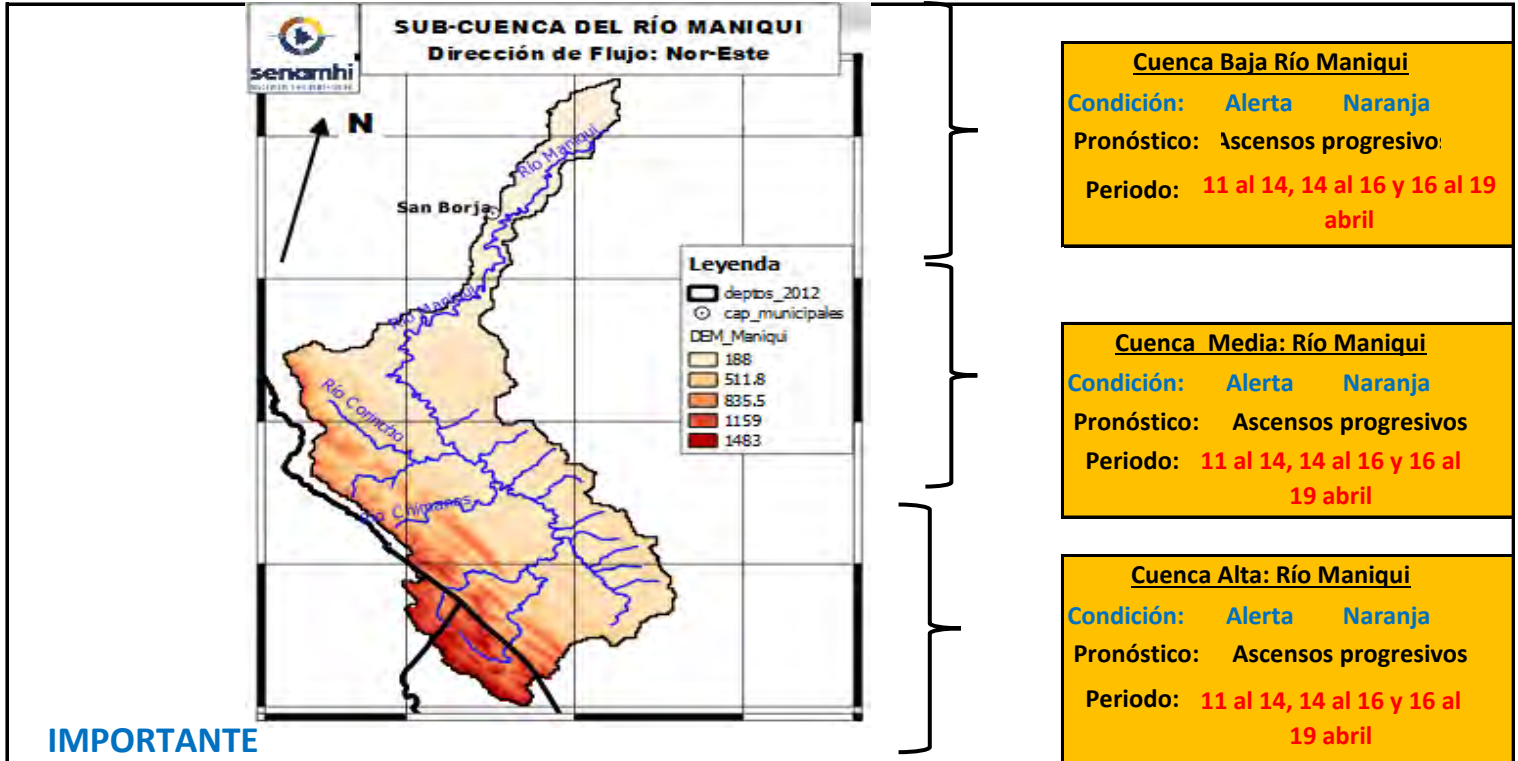 SUB-CUENCA DEL RÍO MANIQUI
Dirección de Flujo: Nor-Este
senamhi
N
Río Maniqui
San Borja
Río Maniqui
Río Chimanes
Leyenda
deptos_2012
cap_municipales
DEM_Maniqui
188
511.8
835.5
1159
1483
Cuenca Baja Río Maniqui
Condición: Alerta Naranja
Pronóstico: Ascensos progresivo
Periodo: 11 al 14, 14 al 16 y 16 al 19
abril
Cuenca Media: Río Maniqui
Condición: Alerta Naranja
Pronóstico: Ascensos progresivos
Periodo: 11 al 14, 14 al 16 y 16 al
19 abril
Cuenca Alta: Río Maniqui
Condición: Alerta Naranja
Pronóstico: Ascensos progresivos
Periodo: 11 al 14, 14 al 16 y 16 al
19 abril
IMPORTANTE